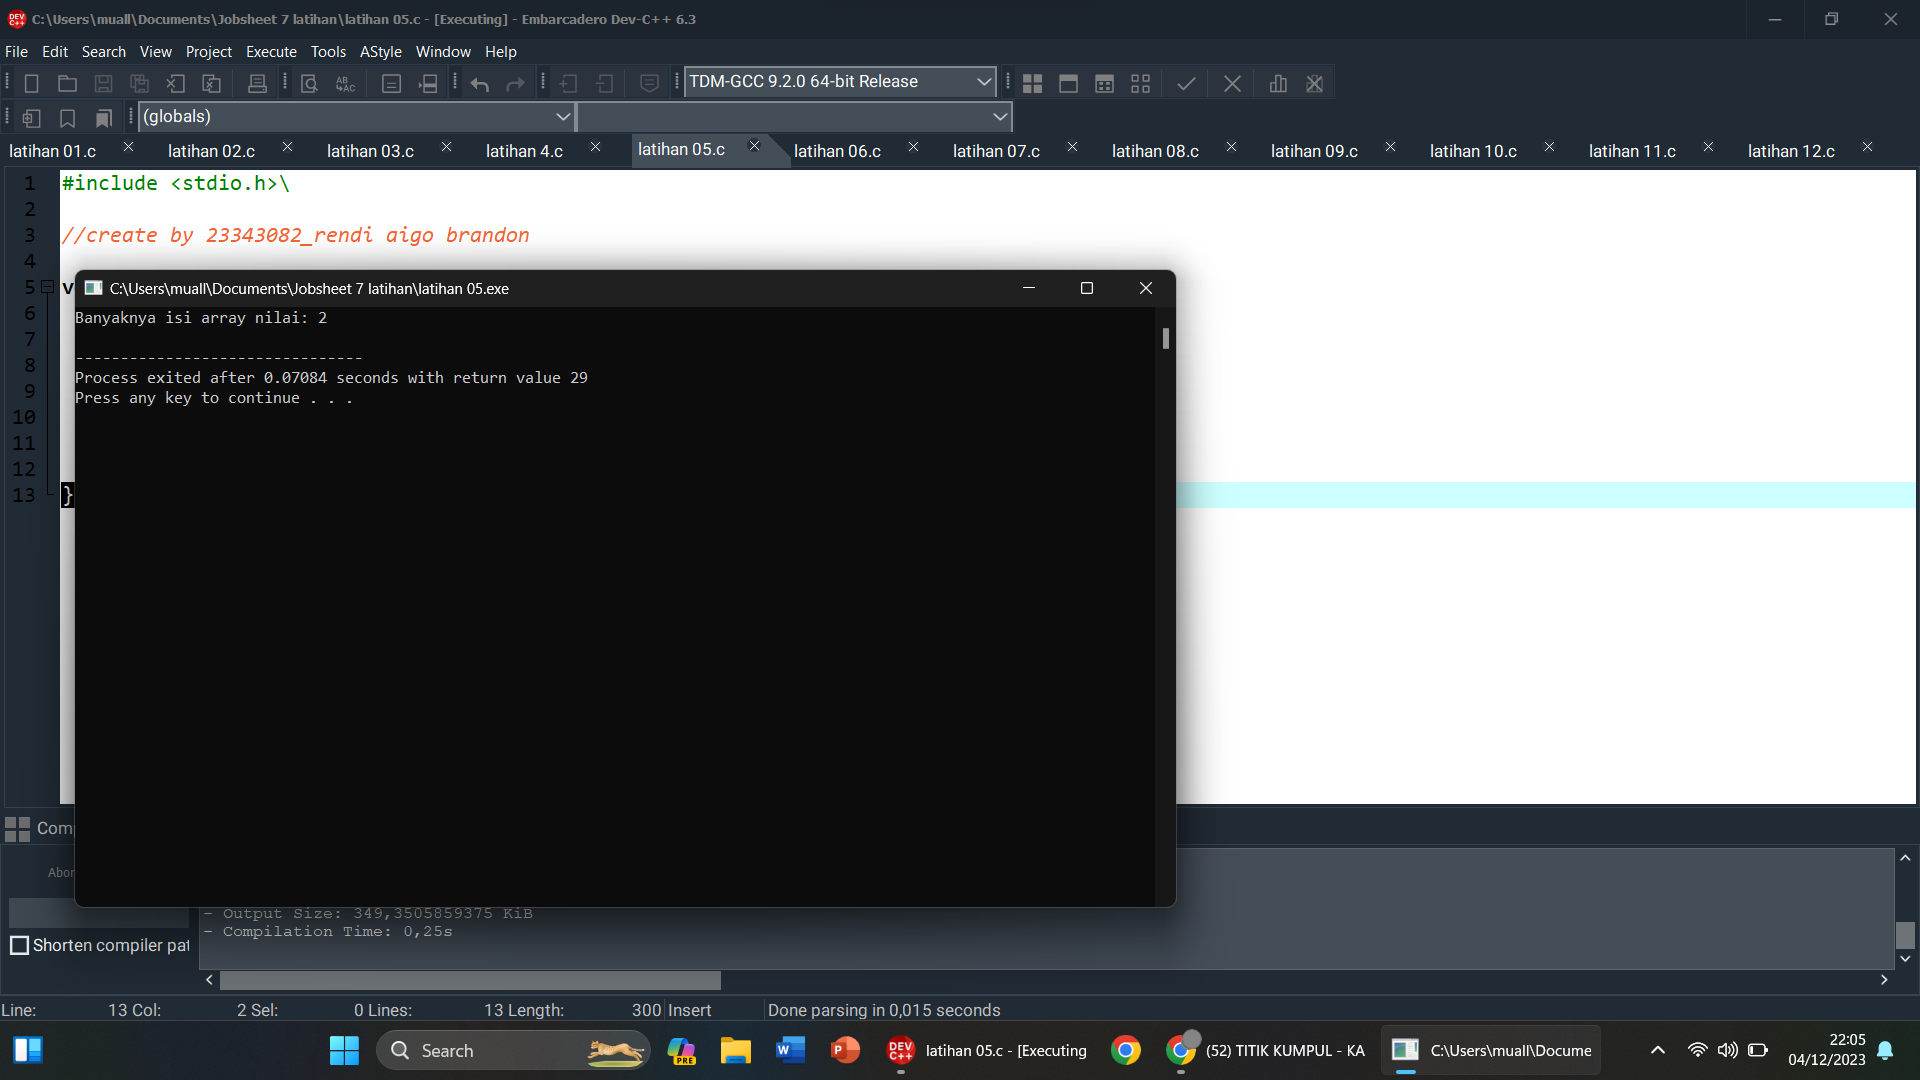 C:\Users\muall\Documents\Jobsheet 7 latihan\latihan 05.c - [Executing] - Embarcadero Dev-C++ 6.3
File Edit Search View Project Execute Tools AStyle Window Help
TDM-GCC 9.2.0 64-bit Release
(globals)
latihan 01.c latihan 02.c latihan 03.c latihan 4.c latihan 05.c latihan 06.c latihan 07.c latihan 08.c latihan 09.c latihan 10.c latihan 11.c latihan 12.c
1 #include <stdio.h>\
2
3 //create by 23343082_rendi aigo brandon
4
5 v
C:\Users\muall\Documents\Jobsheet 7 latihan\latihan 05.exe
6
7
8
9
10
11
12
13 }
Banyaknya isi array nilai: 2
--------------------------------
Process exited after 0.07084 seconds with return value 29
Press any key to continue . . .
Com
Abor
Shorten compiler pat
- Output Size: 349,3505859375 KiB
- Compilation Time: 0,25s
Line: 13 Col: 2 Sel: 0 Lines: 13 Length: 300 Insert Done parsing in 0,015 seconds
Search
PRE
DEV C++
latihan 05.c - [Executing
(52) TITIK KUMPUL - KA
C:\Users\muall\Docume
22:05
04/12/2023